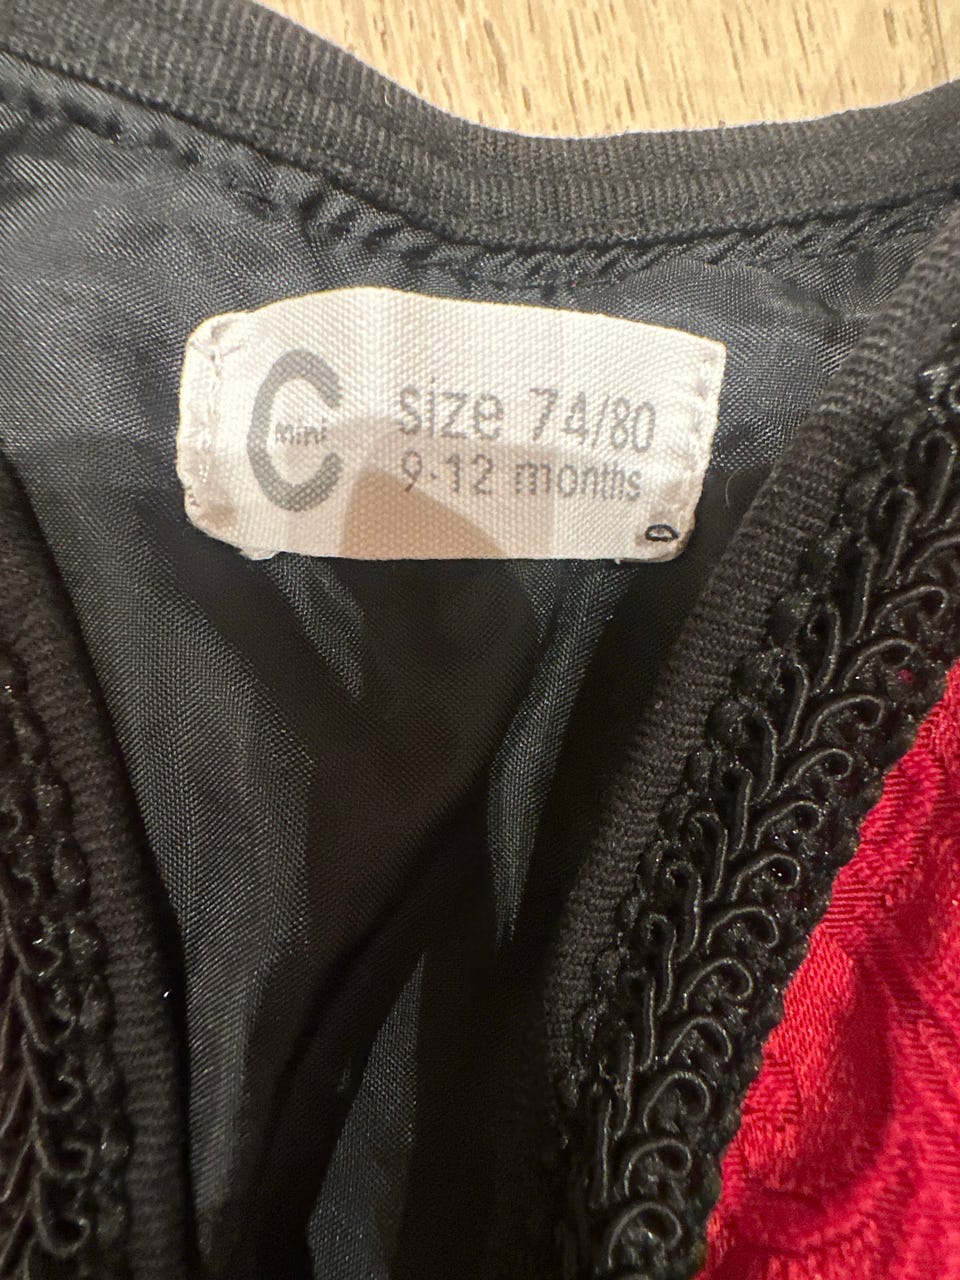 C mini
size 74/80
9-12 months
D